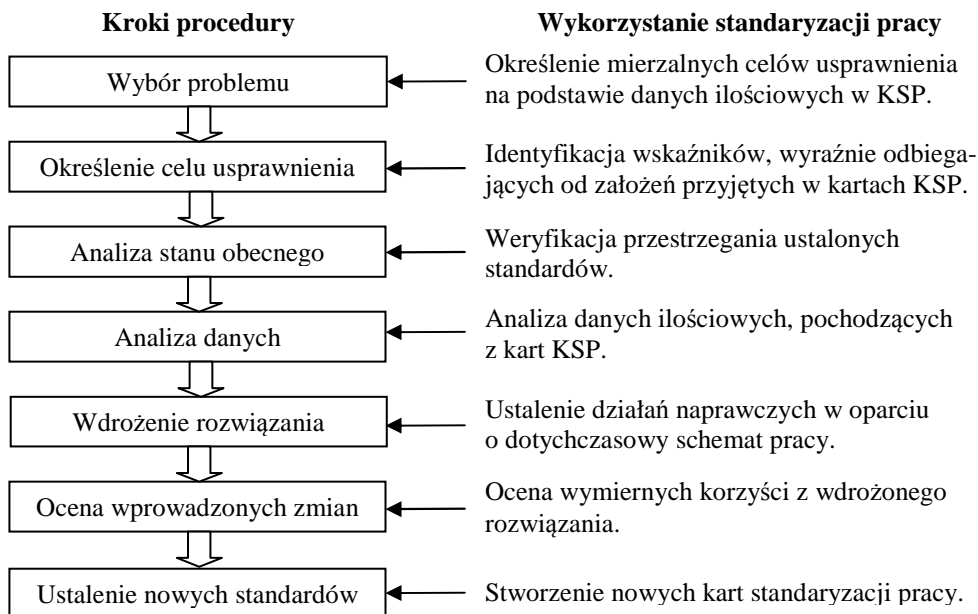 Kroki procedury
Wykorzystanie standaryzacji pracy
Wybór problemu
Określenie mierzalnych celów usprawnienia
na podstawie danych ilościowych w KSP.
Określenie celu usprawnienia
Identyfikacja wskaźników, wyraźnie odbiega-
jących od założeń przyjętych w kartach KSP.
Analiza stanu obecnego
Weryfikacja przestrzegania ustalonych
standardów.
Analiza danych
Analiza danych ilościowych, pochodzących
z kart KSP.
Wdrożenie rozwiązania
Ustalenie działań naprawczych w oparciu
o dotychczasowy schemat pracy.
Ocena wprowadzonych zmian
Ocena wymiernych korzyści z wdrożonego
rozwiązania.
Ustalenie nowych standardów
Stworzenie nowych kart standaryzacji pracy.